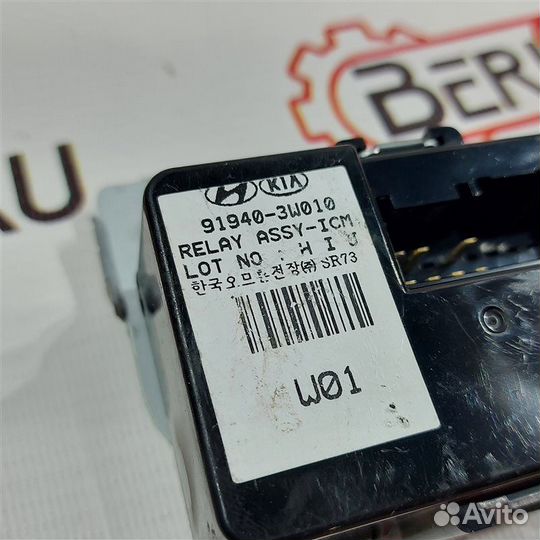 BER
AU
KIA
91940-3W010
RELAY ASSY-ICM
LOT NO : H I J
한국오므론전장㈜ SR73
W01
Avito